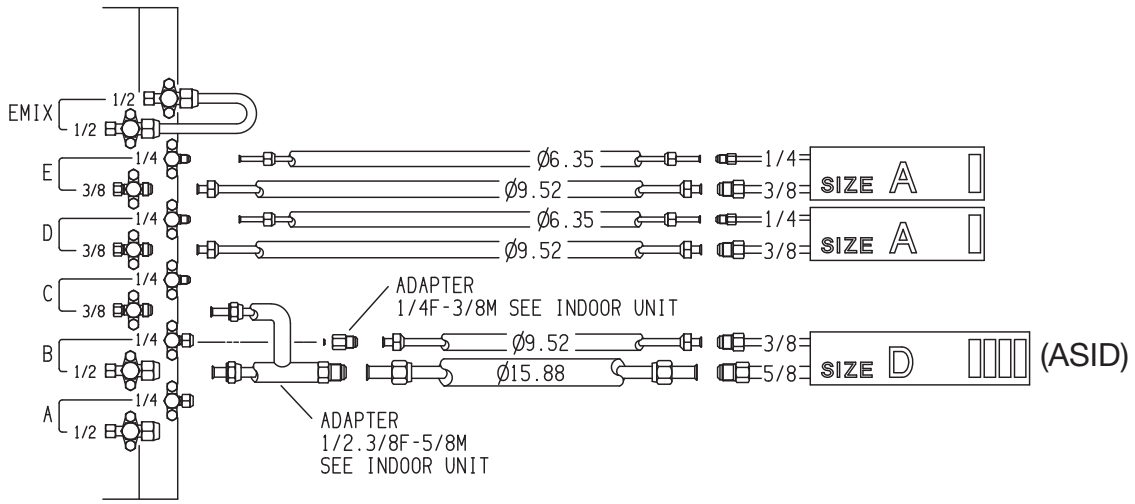 EMIX
1/2
1/2
E
1/4
3/8
Ø6.35
1/4
Ø9.52
3/8
SIZE A
D
1/4
3/8
Ø6.35
1/4
Ø9.52
3/8
SIZE A
C
1/4
3/8
ADAPTER
1/4F-3/8M SEE INDOOR UNIT
B
1/4
1/2
Ø9.52
3/8
Ø15.88
5/8
SIZE D
(ASID)
A
1/4
1/2
ADAPTER
1/2.3/8F-5/8M
SEE INDOOR UNIT